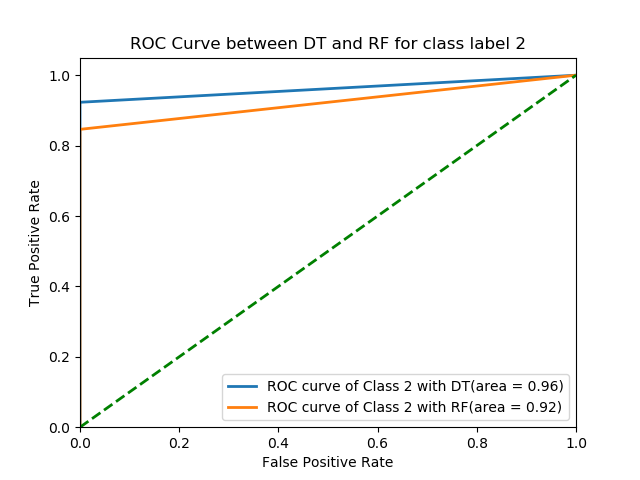 ROC Curve between DT and RF for class label 2
True Positive Rate
1.0
0.8
0.6
0.4
0.2
0.0
ROC curve of Class 2 with DT(area = 0.96)
ROC curve of Class 2 with RF(area = 0.92)
0.0 0.2 0.4 0.6 0.8 1.0
False Positive Rate